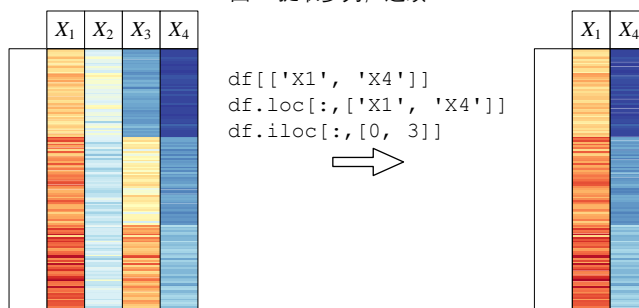 X1 X2 X3 X4
df[['X1', 'X4']]
df.loc[:,['X1', 'X4']]
df.iloc[:,[0, 3]]
X1 X4